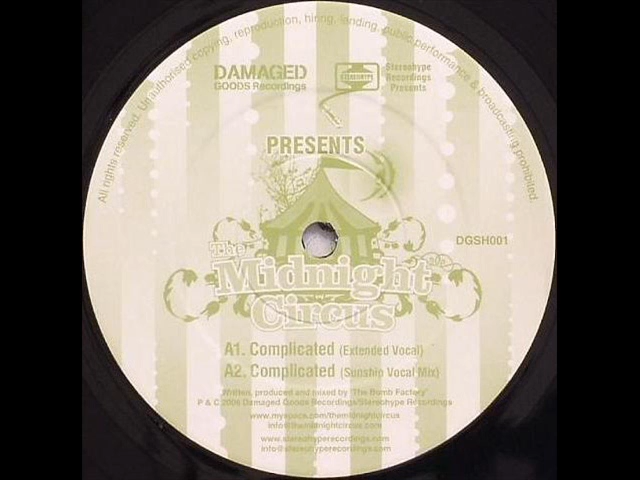 All rights reserved. Unauthorised copying, reproduction, hiring, lending, public performance & broadcasting prohibited.
DAMAGED
GOODS Recordings
STEREOHYPE
Stereohype
Recordings
Presents
PRESENTS
DGSH001
The
Midnight
Circus
A1. Complicated (Extended Vocal)
A2. Complicated (Sunship Vocal Mix)
Written, produced and mixed by "The Bomb Factory"
P & C 2006 Damaged Goods Recordings/Stereohype Recordings
www.myspace.com/themidnightcircus
info@themidnightcircus.com
www.stereohyperecordings.com
info@stereohyperecordings.com